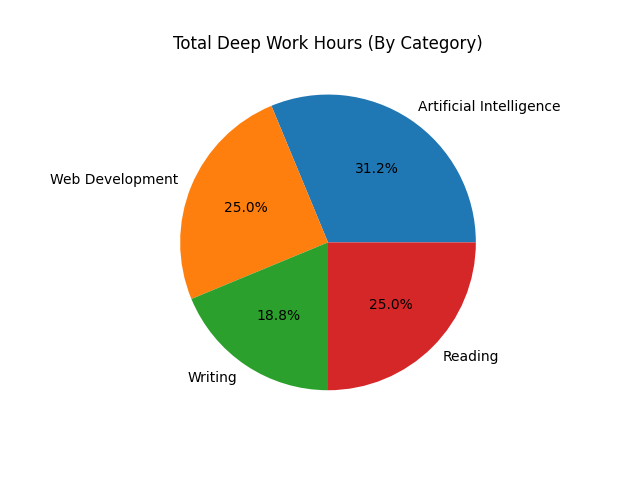 Total Deep Work Hours (By Category)
Artificial Intelligence
31.2%
Web Development
25.0%
Writing
18.8%
Reading
25.0%